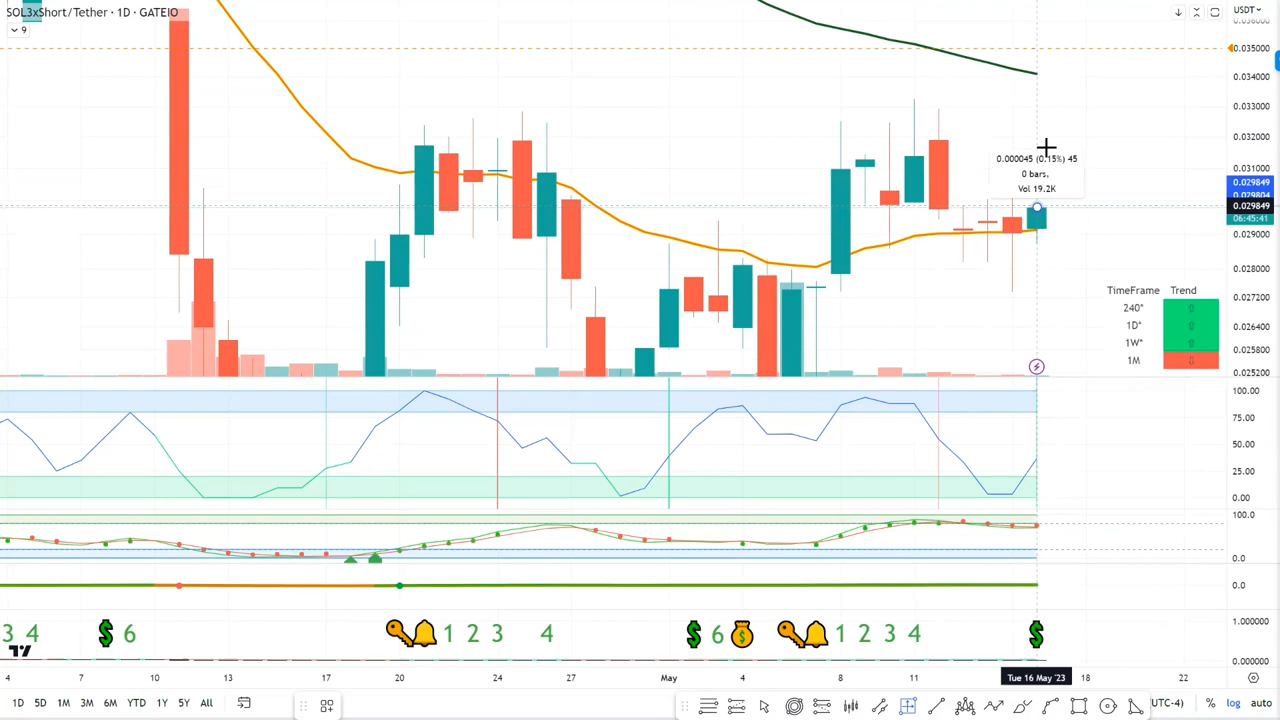 SOL3xShort/Tether · 1D · GATEIO
USDT
9
0.036000
0.035000
0.034000
0.033000
0.032000
0.031000
0.000045 (0.15%) 45
0 bars,
Vol 19.2K
0.029849
0.029804
0.029849
06:45:41
0.029000
0.028000
TimeFrame Trend
240*
1D*
1W*
1M
0.027200
0.026400
0.025800
0.025200
100.00
75.00
50.00
25.00
0.00
100.0
0.0
0.0
3 4 $ 6 1 2 3 4 $ 6 $ 1 2 3 4 $
1.000000
0.000000
4 7 10 13 17 20 24 27 May 4 8 11 Tue 16 May '23 18 22
1D 5D 1M 3M 6M YTD 1Y 5Y All
(UTC-4) % log auto